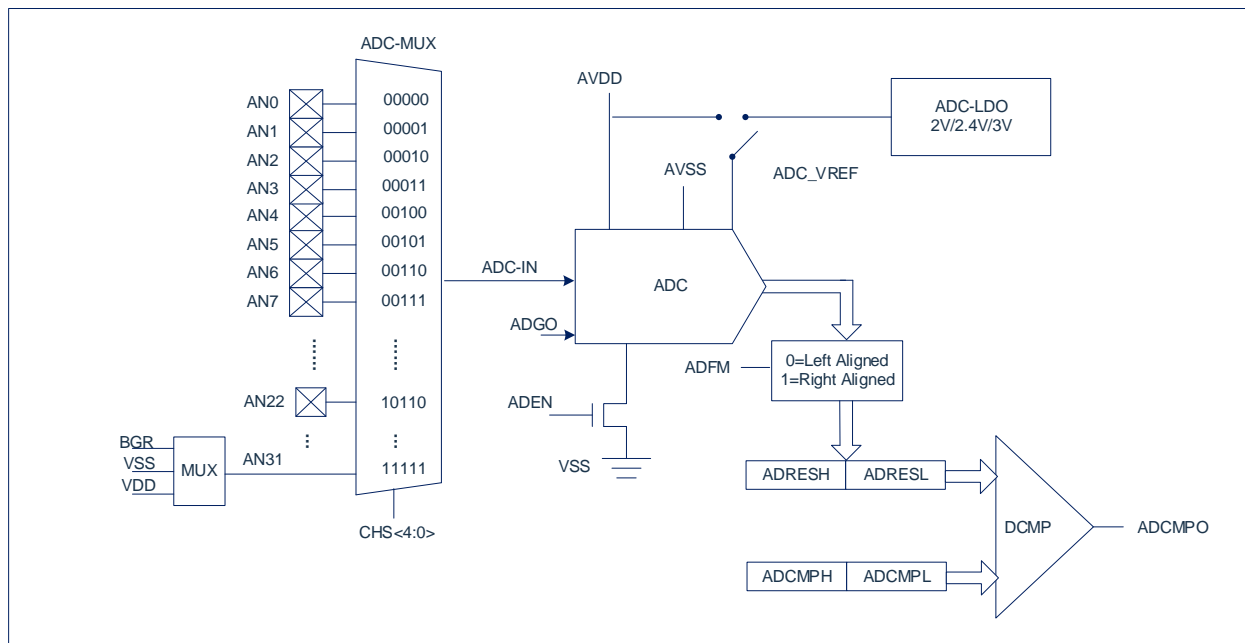 ADC-MUX
AN0
00000
AN1
00001
AN2
00010
AN3
00011
AN4
00100
AN5
00101
AN6
00110
AN7
00111
AN22
10110
BGR
VSS
VDD
MUX
AN31
11111
CHS<4:0>
AVDD
AVSS
ADC_VREF
ADC-LDO
2V/2.4V/3V
ADC-IN
ADC
ADGO
ADEN
VSS
ADFM
0=Left Aligned
1=Right Aligned
ADRESH
ADRESL
DCMP
ADCMPO
ADCMPH
ADCMPL